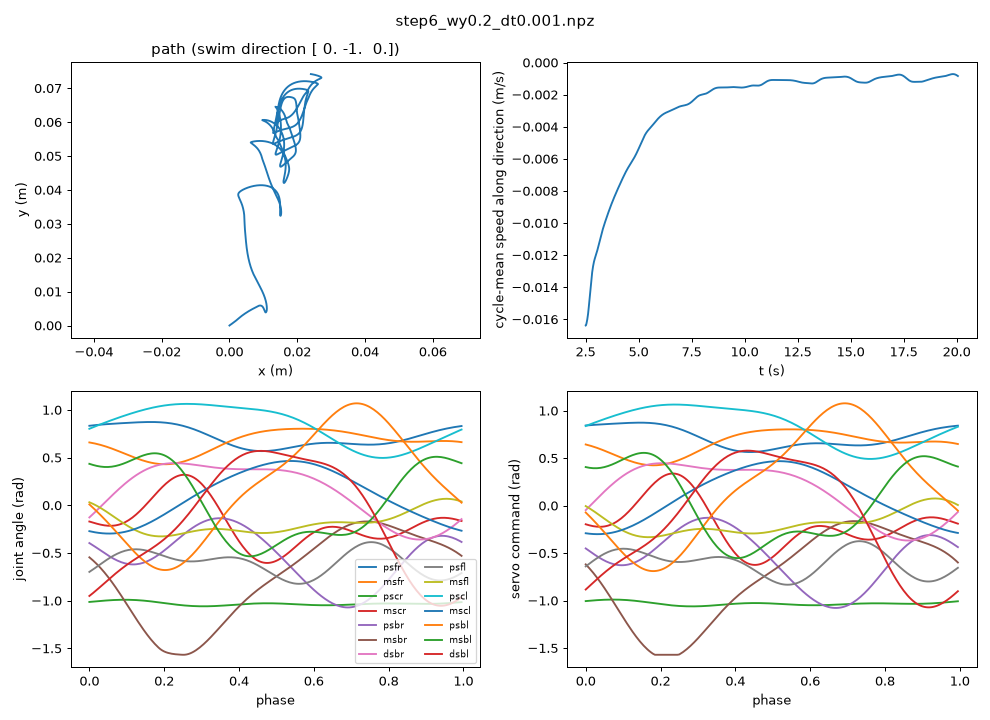 step6_wy0.2_dt0.001.npz
path (swim direction [ 0. -1.  0.])
y (m)
0.07
0.06
0.05
0.04
0.03
0.02
0.01
0.00
−0.04
−0.02
0.00
0.02
0.04
0.06
x (m)
cycle-mean speed along direction (m/s)
0.000
−0.002
−0.004
−0.006
−0.008
−0.010
−0.012
−0.014
−0.016
2.5
5.0
7.5
10.0
12.5
15.0
17.5
20.0
t (s)
joint angle (rad)
1.0
0.5
0.0
−0.5
−1.0
−1.5
psfr
msfr
pscr
mscr
psbr
msbr
dsbr
psfl
msfl
pscl
mscl
psbl
msbl
dsbl
0.0
0.2
0.4
0.6
0.8
1.0
phase
servo command (rad)
1.0
0.5
0.0
−0.5
−1.0
−1.5
0.0
0.2
0.4
0.6
0.8
1.0
phase